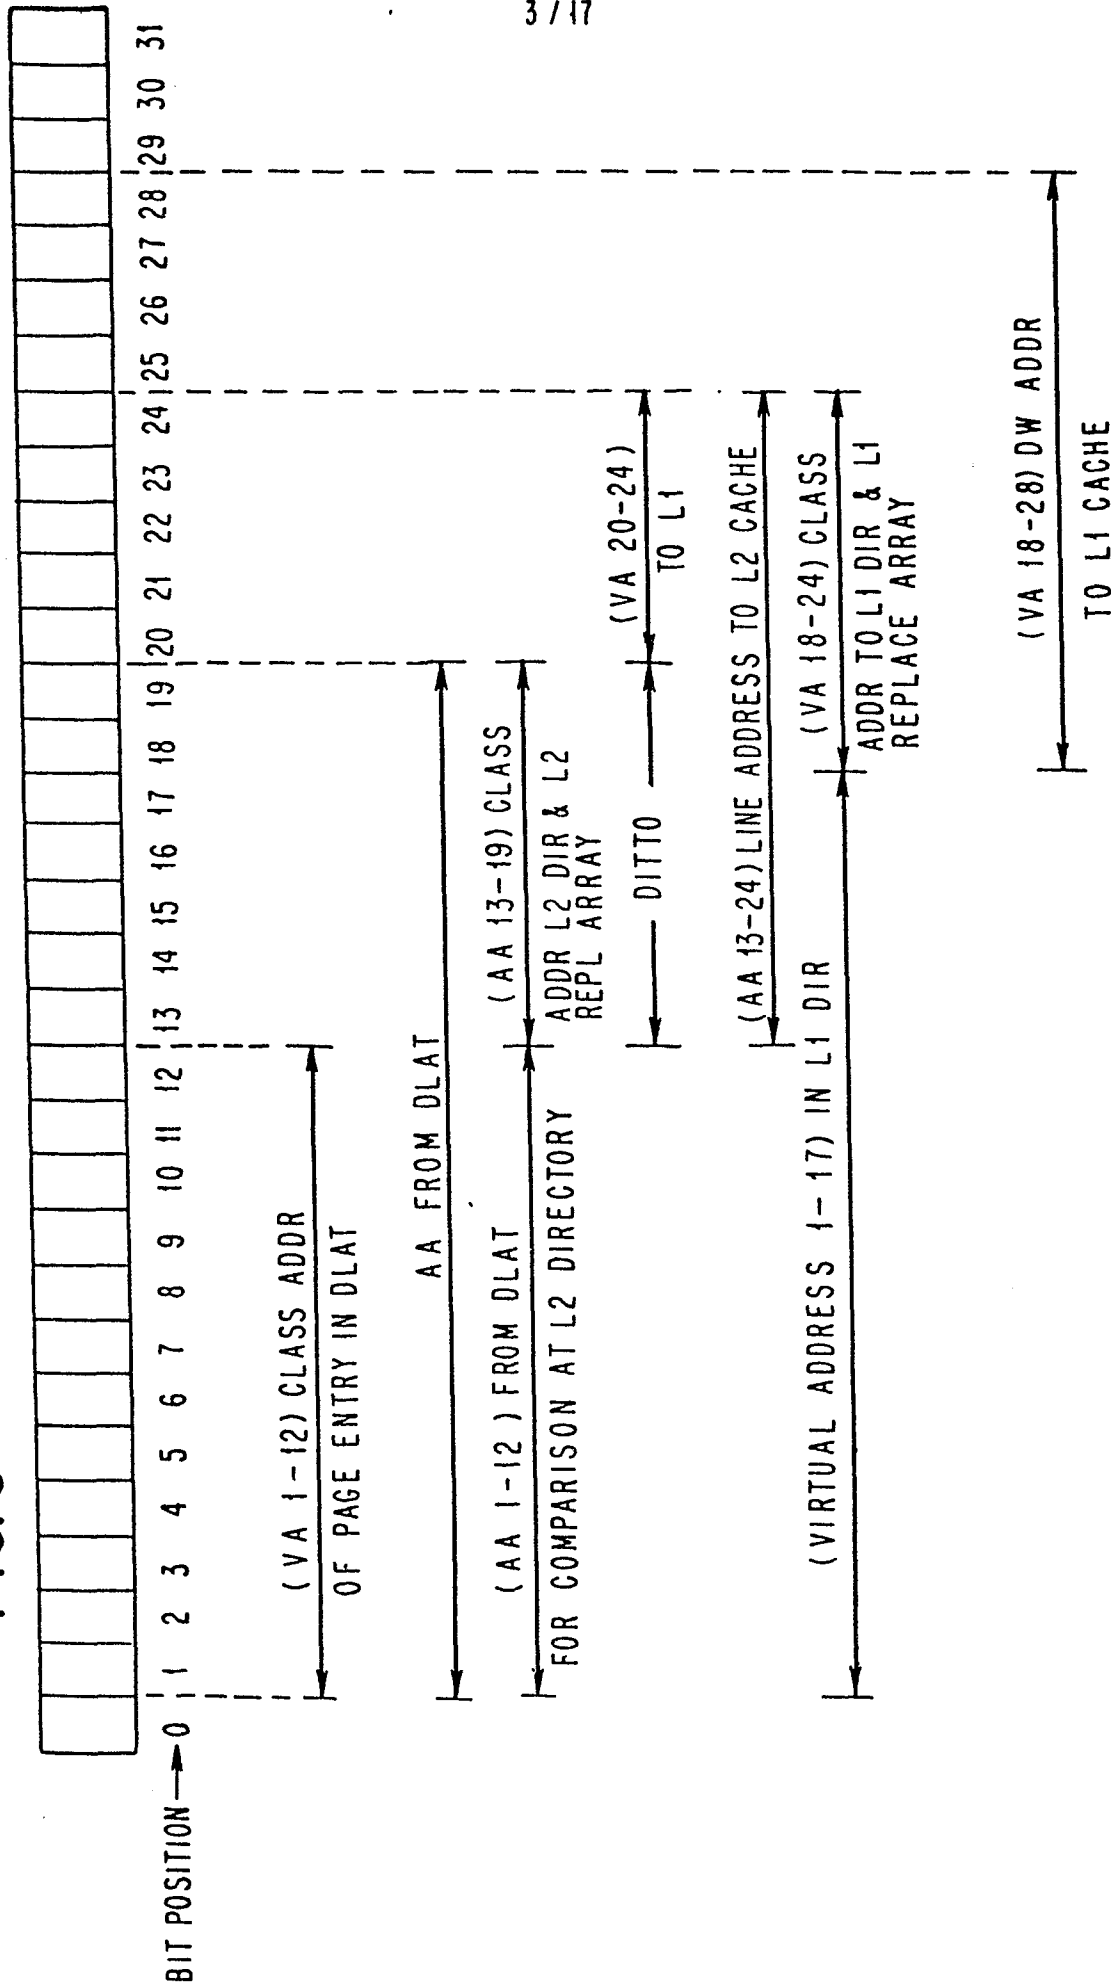 3 / 17
BIT POSITION 0 1 2 3 4 5 6 7 8 9 10 11 12 13 14 15 16 17 18 19 20 21 22 23 24 25 26 27 28 29 30 31
(VA 1-12) CLASS ADDR
OF PAGE ENTRY IN DLAT
AA FROM DLAT
(AA 1-12) FROM DLAT
FOR COMPARISON AT L2 DIRECTORY
(AA 13-19) CLASS
ADDR L2 DIR & L2
REPL ARRAY
DITTO
(VA 20-24)
TO L1
(AA 13-24) LINE ADDRESS TO L2 CACHE
(VIRTUAL ADDRESS 1-17) IN L1 DIR
(VA 18-24) CLASS
ADDR TO L1 DIR & L1
REPLACE ARRAY
(VA 18-28) DW ADDR
TO L1 CACHE